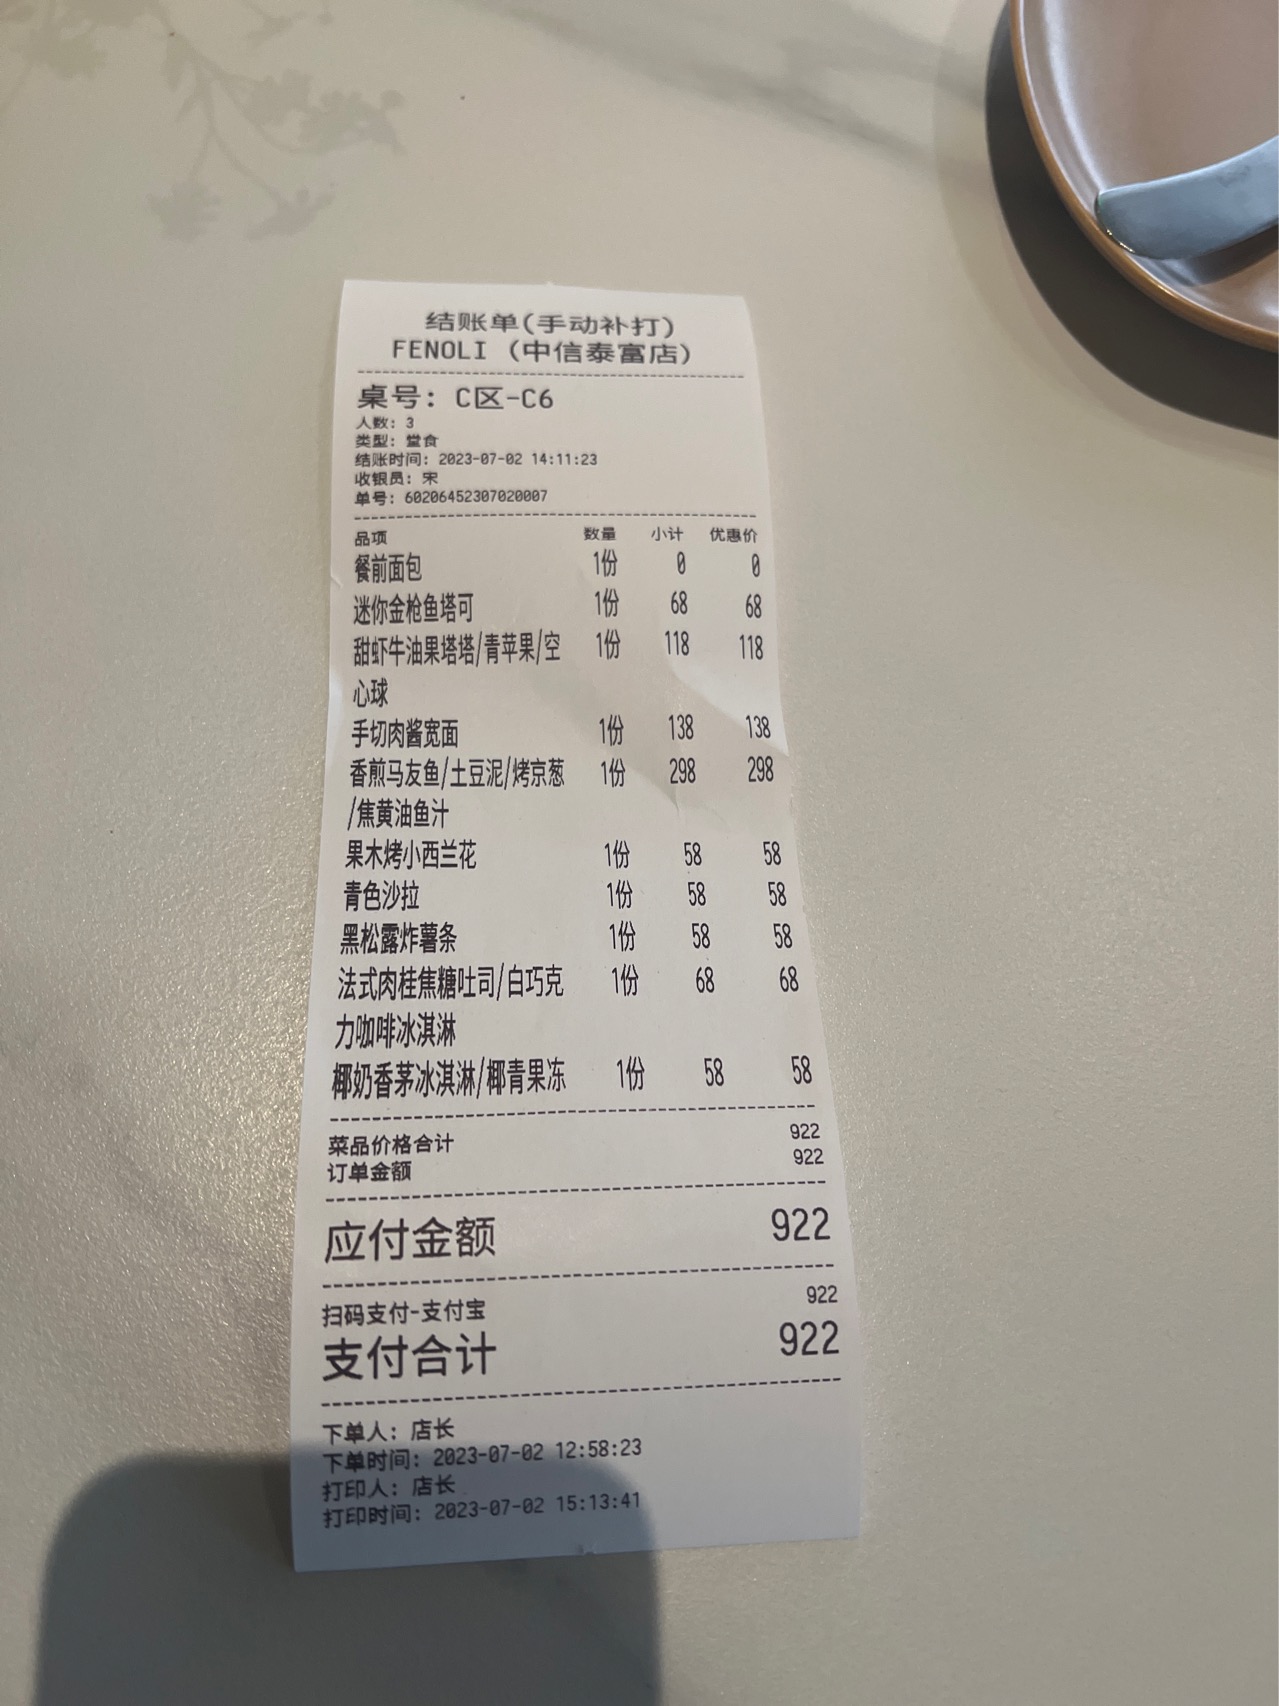 结账单(手动补打)
FENOLI (中信泰富店)
桌号: C区-C6
人数: 3
类型: 堂食
结账时间: 2023-07-02 14:11:23
收银员: 宋
单号: 60206452307020007
品项 数量 小计 优惠价
餐前面包 1份 0 0
迷你金枪鱼塔可 1份 68 68
甜虾牛油果塔塔/青苹果/空 1份 118 118
心球
手切肉酱宽面 1份 138 138
香煎马友鱼/土豆泥/烤京葱 1份 298 298
/焦黄油鱼汁
果木烤小西兰花 1份 58 58
青色沙拉 1份 58 58
黑松露炸薯条 1份 58 58
法式肉桂焦糖吐司/白巧克 1份 68 68
力咖啡冰淇淋
椰奶香茅冰淇淋/椰青果冻 1份 58 58
菜品价格合计 922
订单金额 922
应付金额 922
扫码支付-支付宝 922
支付合计 922
下单人: 店长
下单时间: 2023-07-02 12:58:23
打印人: 店长
打印时间: 2023-07-02 15:13:41